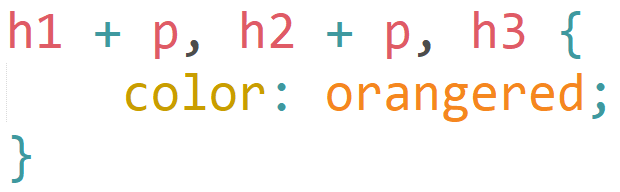 h1 + p, h2 + p, h3 {
    color: orangered;
}